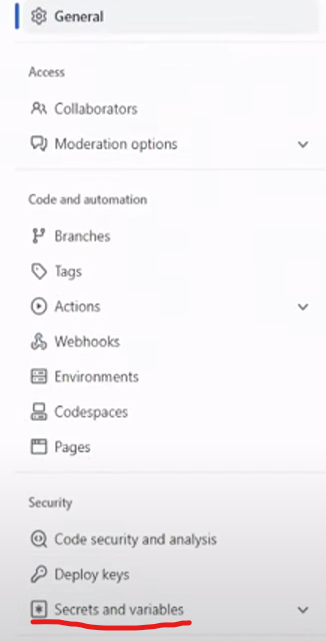 General
Access
Collaborators
Moderation options
Code and automation
Branches
Tags
Actions
Webhooks
Environments
Codespaces
Pages
Security
Code security and analysis
Deploy keys
Secrets and variables